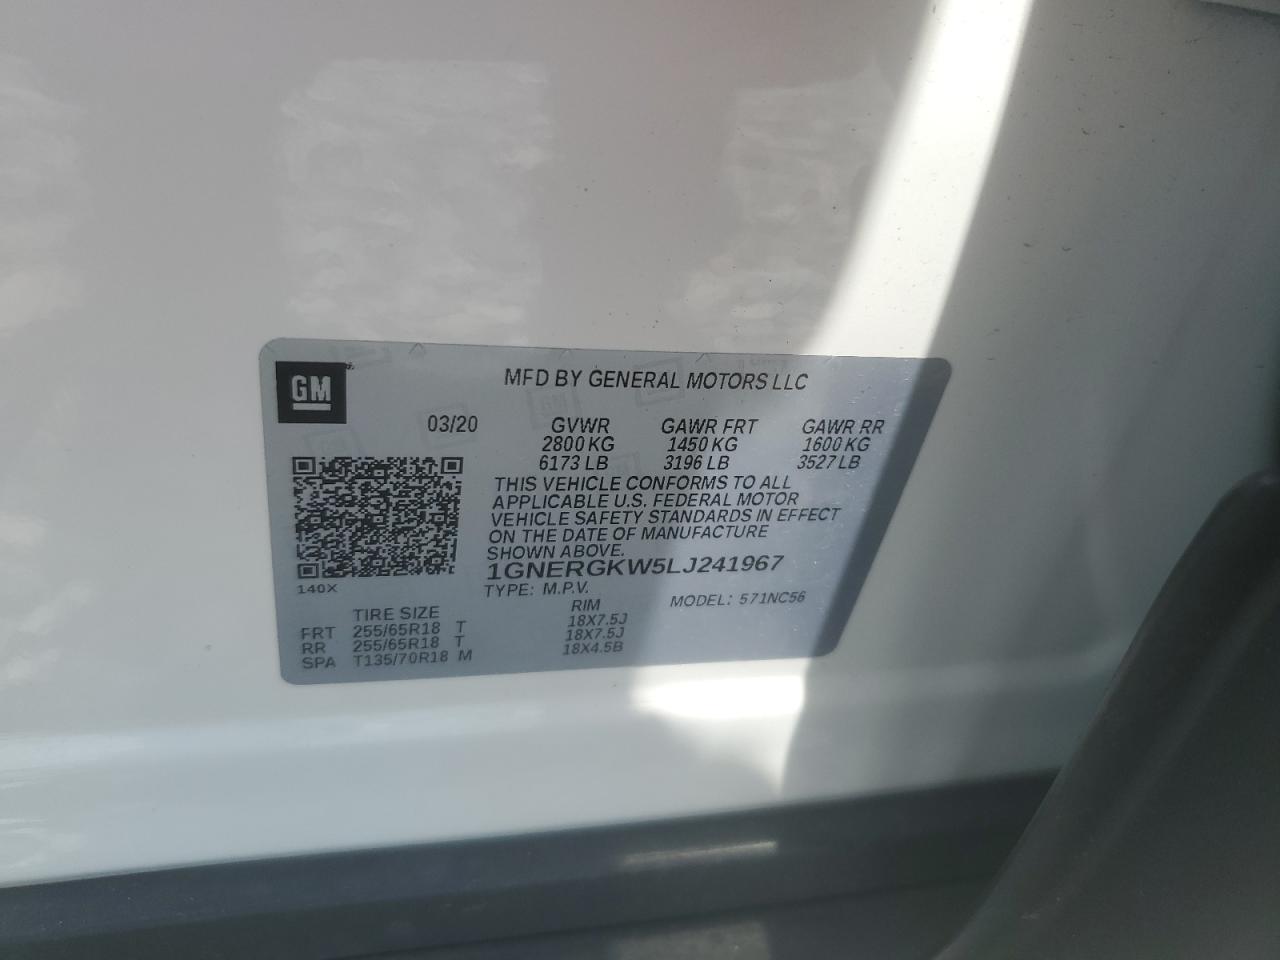 GM
MFD BY GENERAL MOTORS LLC
03/20 GVWR GAWR FRT GAWR RR
2800 KG 1450 KG 1600 KG
6173 LB 3196 LB 3527 LB
THIS VEHICLE CONFORMS TO ALL
APPLICABLE U.S. FEDERAL MOTOR
VEHICLE SAFETY STANDARDS IN EFFECT
ON THE DATE OF MANUFACTURE
SHOWN ABOVE.
1GNERGKW5LJ241967
140X TYPE: M.P.V. MODEL: 571NC56
TIRE SIZE RIM
FRT 255/65R18 T 18X7.5J
RR 255/65R18 T 18X7.5J
SPA T135/70R18 M 18X4.5B